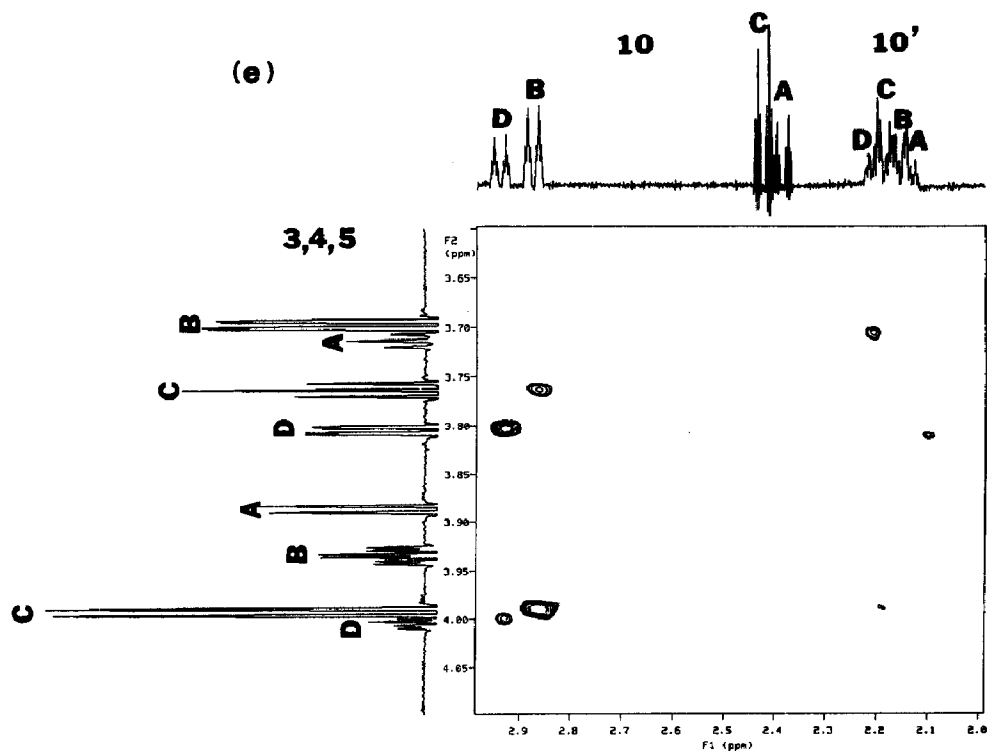 (e)
10
10'
D
B
C
A
D
C
B
A
3,4,5
B
A
C
D
A
B
C
D
F2
(ppm)
3.65
3.70
3.75
3.80
3.85
3.90
3.95
4.00
4.05
2.9
2.8
2.7
2.6
2.5
2.4
2.3
2.2
2.1
2.0
F1 (ppm)